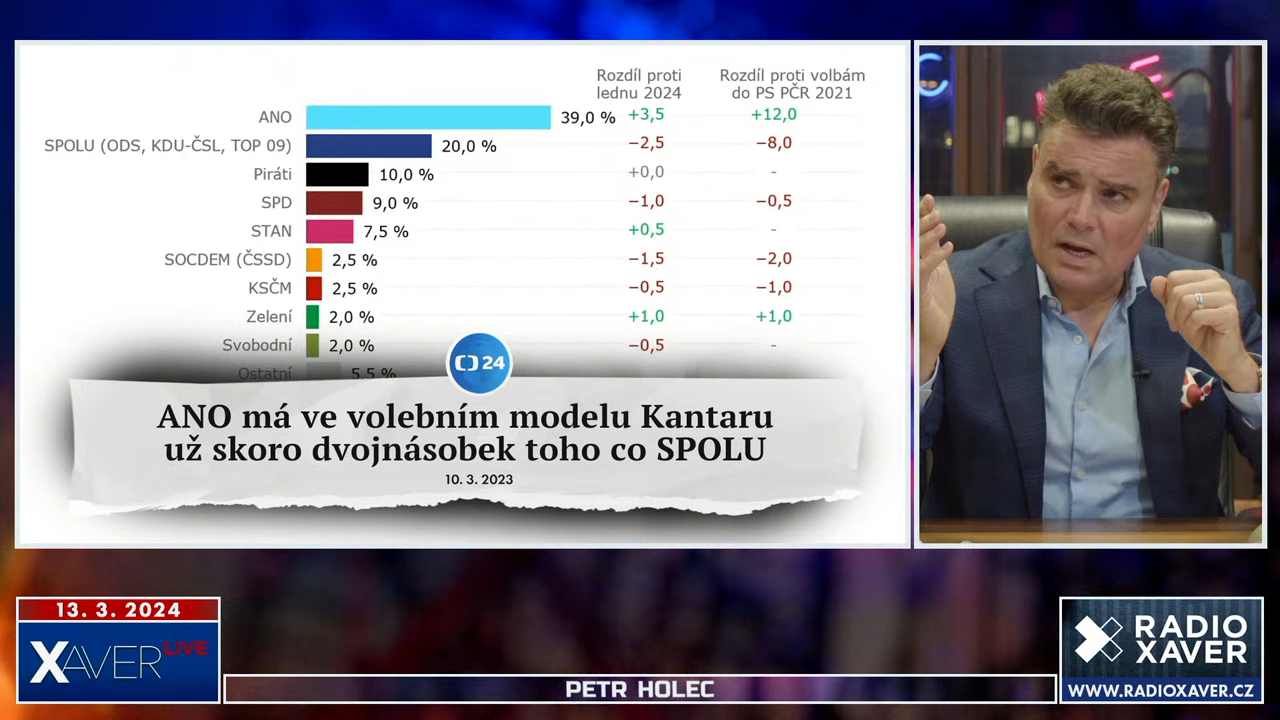 Rozdíl proti lednu 2024
Rozdíl proti volbám do PS PČR 2021
ANO 39,0 % +3,5 +12,0
SPOLU (ODS, KDU-ČSL, TOP 09) 20,0 % −2,5 −8,0
Piráti 10,0 % +0,0 -
SPD 9,0 % −1,0 −0,5
STAN 7,5 % +0,5 -
SOCDEM (ČSSD) 2,5 % −1,5 −2,0
KSČM 2,5 % −0,5 −1,0
Zelení 2,0 % +1,0 +1,0
Svobodní 2,0 % −0,5 -
Ostatní 5,5 %
24
ANO má ve volebním modelu Kantaru
už skoro dvojnásobek toho co SPOLU
10. 3. 2023
13. 3. 2024
XAVER LIVE
PETR HOLEC
RADIO
XAVER
WWW.RADIOXAVER.CZ